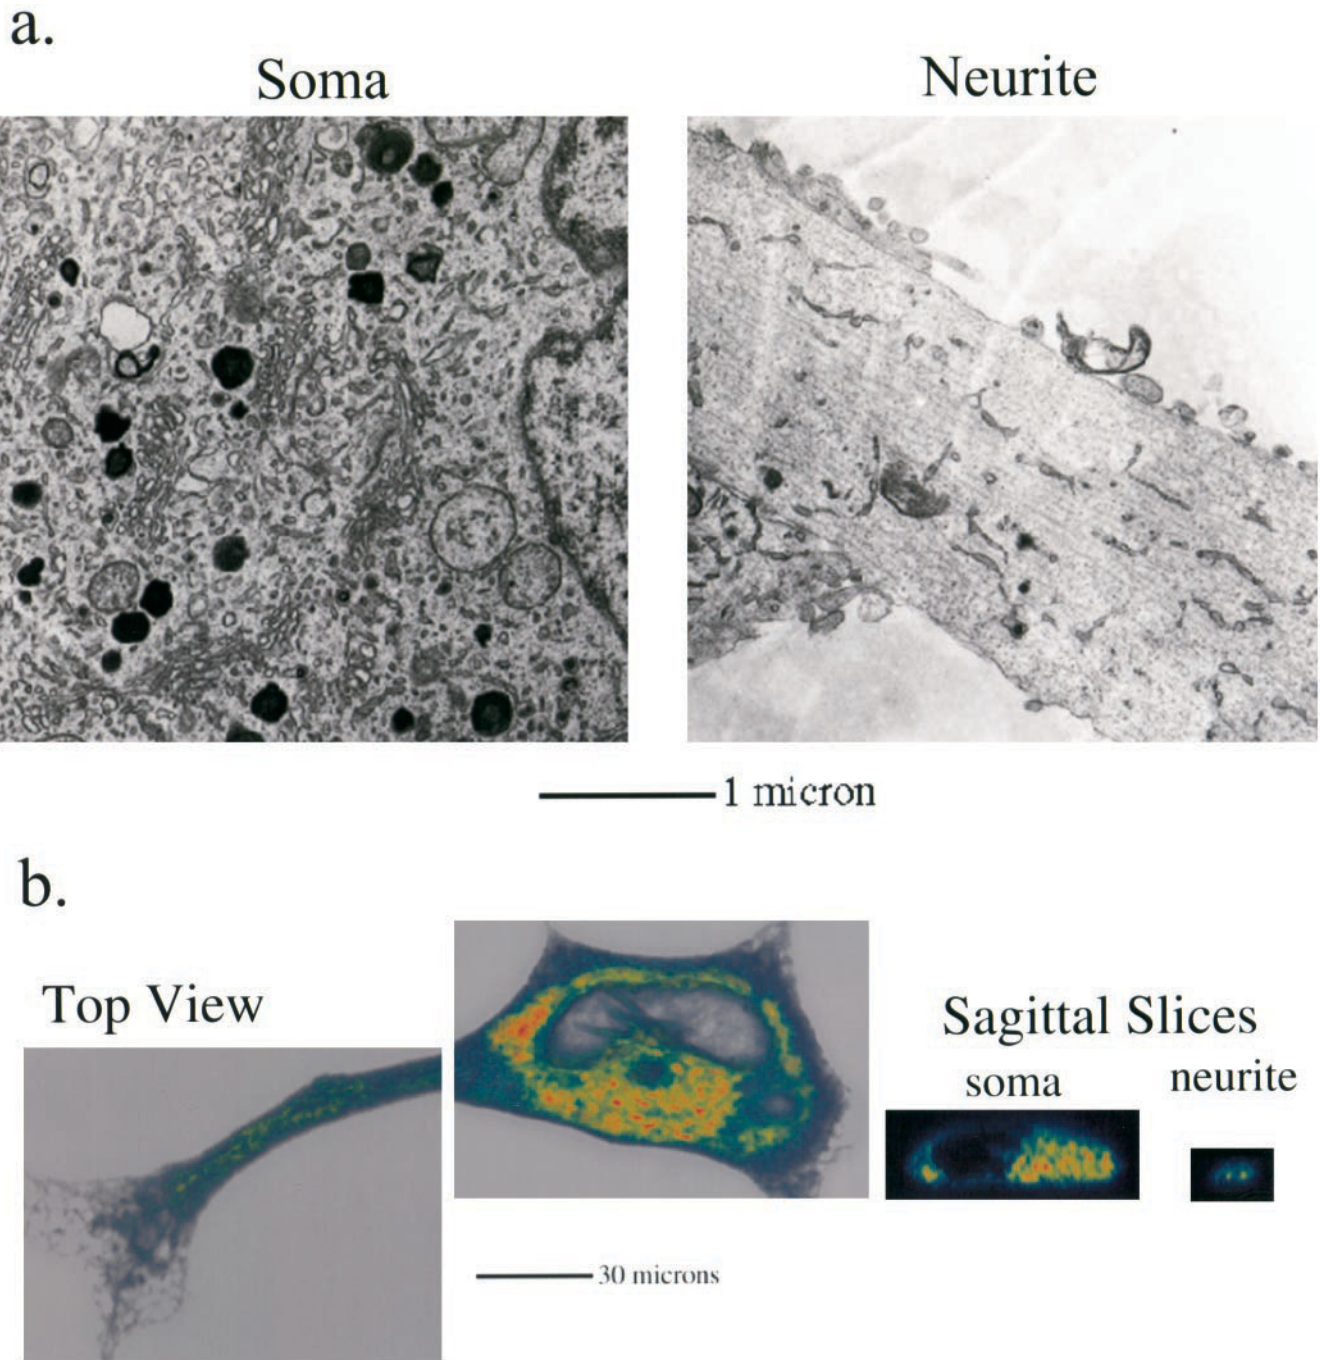 a.
Soma
Neurite
1 micron
b.
Top View
Sagittal Slices
soma
neurite
30 microns